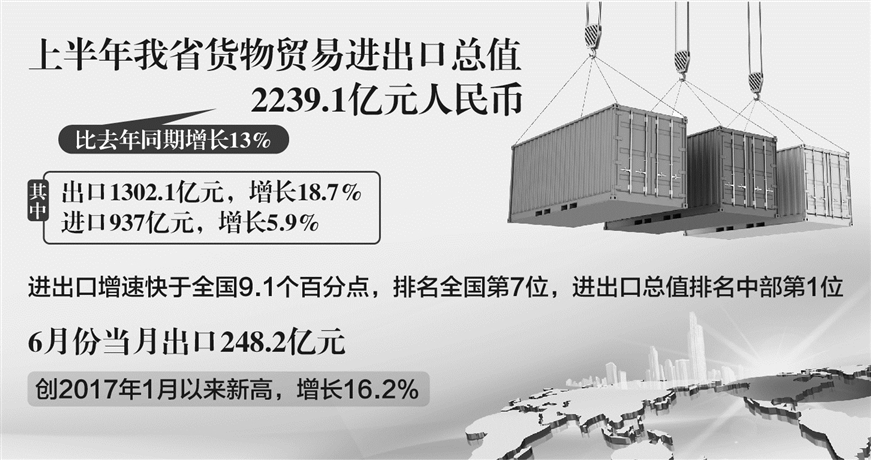 上半年我省货物贸易进出口总值
2239.1亿元人民币
比去年同期增长13%
其中
出口1302.1亿元，增长18.7%
进口937亿元，增长5.9%
进出口增速快于全国9.1个百分点，排名全国第7位，进出口总值排名中部第1位
6月份当月出口248.2亿元
创2017年1月以来新高，增长16.2%